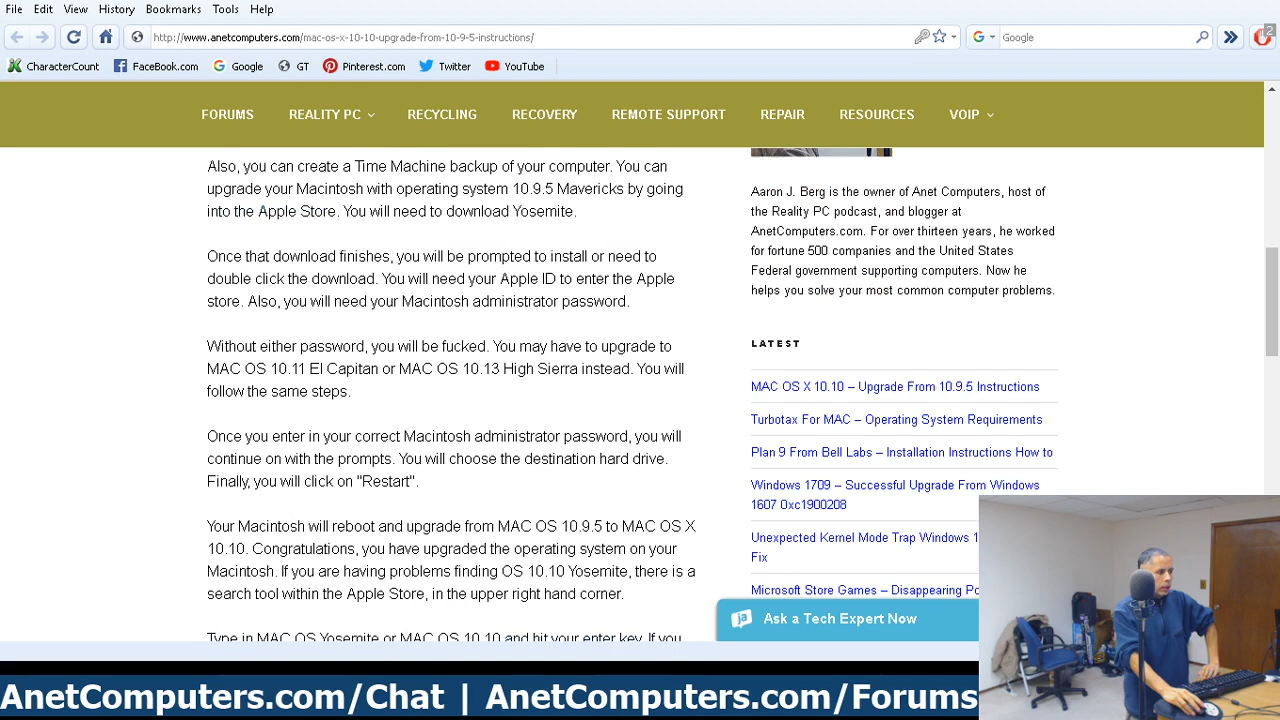 File Edit View History Bookmarks Tools Help
http://www.anetcomputers.com/mac-os-x-10-10-upgrade-from-10-9-5-instructions/
Google
2
CharacterCount FaceBook.com Google GT Pinterest.com Twitter YouTube
FORUMS REALITY PC RECYCLING RECOVERY REMOTE SUPPORT REPAIR RESOURCES VOIP
Also, you can create a Time Machine backup of your computer. You can
upgrade your Macintosh with operating system 10.9.5 Mavericks by going
into the Apple Store. You will need to download Yosemite.
Once that download finishes, you will be prompted to install or need to
double click the download. You will need your Apple ID to enter the Apple
store. Also, you will need your Macintosh administrator password.
Without either password, you will be fucked. You may have to upgrade to
MAC OS 10.11 El Capitan or MAC OS 10.13 High Sierra instead. You will
follow the same steps.
Once you enter in your correct Macintosh administrator password, you will
continue on with the prompts. You will choose the destination hard drive.
Finally, you will click on "Restart".
Your Macintosh will reboot and upgrade from MAC OS 10.9.5 to MAC OS X
10.10. Congratulations, you have upgraded the operating system on your
Macintosh. If you are having problems finding OS 10.10 Yosemite, there is a
search tool within the Apple Store, in the upper right hand corner.
Type in MAC OS Yosemite or MAC OS 10.10 and hit your enter key. If you
Aaron J. Berg is the owner of Anet Computers, host of
the Reality PC podcast, and blogger at
AnetComputers.com. For over thirteen years, he worked
for fortune 500 companies and the United States
Federal government supporting computers. Now he
helps you solve your most common computer problems.
LATEST
MAC OS X 10.10 – Upgrade From 10.9.5 Instructions
Turbotax For MAC – Operating System Requirements
Plan 9 From Bell Labs – Installation Instructions How to
Windows 1709 – Successful Upgrade From Windows
1607 0xc1900208
Unexpected Kernel Mode Trap Windows 1
Fix
Microsoft Store Games – Disappearing Po
ja Ask a Tech Expert Now
AnetComputers.com/Chat | AnetComputers.com/Forums